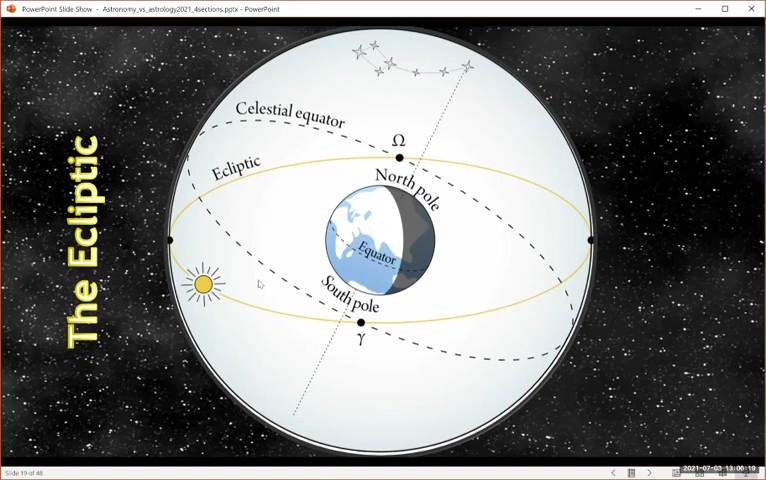 PowerPoint Slide Show - Astronomy_vs_astrology2021_4sections.pptx - PowerPoint
The Ecliptic
Celestial equator
Ω
Ecliptic
North pole
Equator
South pole
γ
Slide 19 of 48
2021-07-03 13:06:19